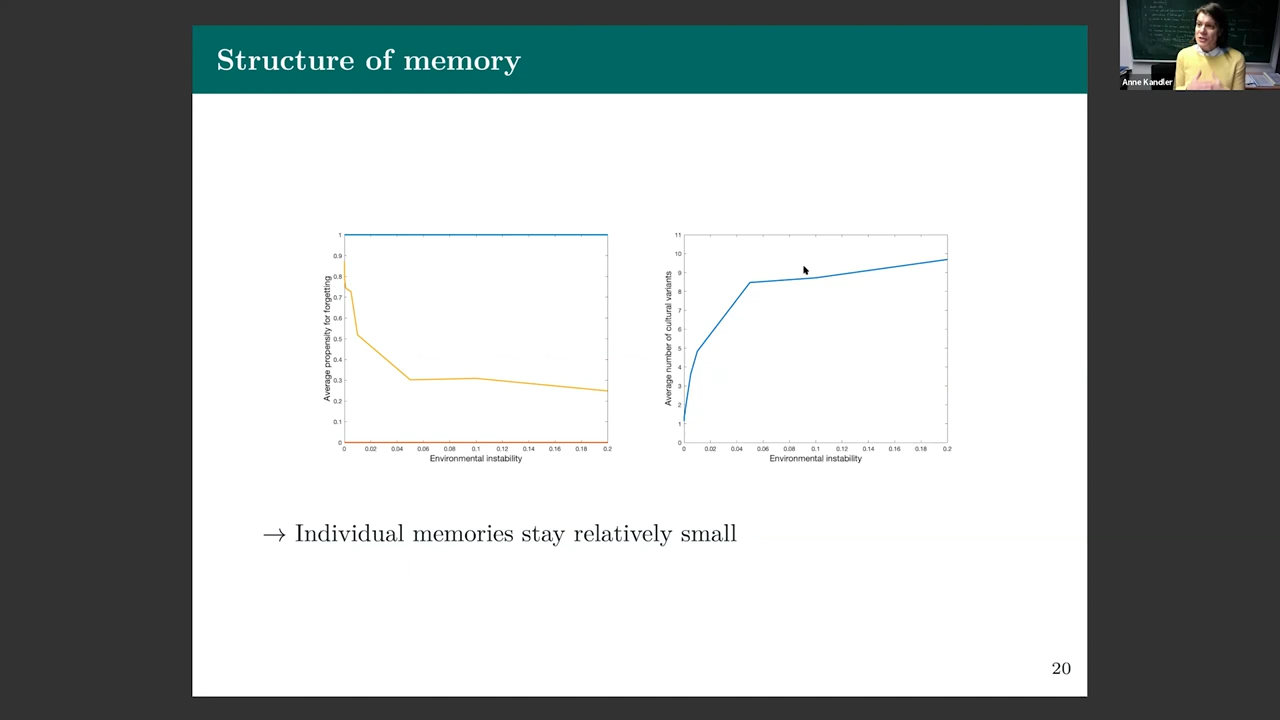 Structure of memory
Anne Kandler
Average propensity for forgetting
1
0.9
0.8
0.7
0.6
0.5
0.4
0.3
0.2
0.1
0
0 0.02 0.04 0.06 0.08 0.1 0.12 0.14 0.16 0.18 0.2
Environmental instability
Average number of cultural variants
11
10
9
8
7
6
5
4
3
2
1
0
0 0.02 0.04 0.06 0.08 0.1 0.12 0.14 0.16 0.18 0.2
Environmental instability
→ Individual memories stay relatively small
20